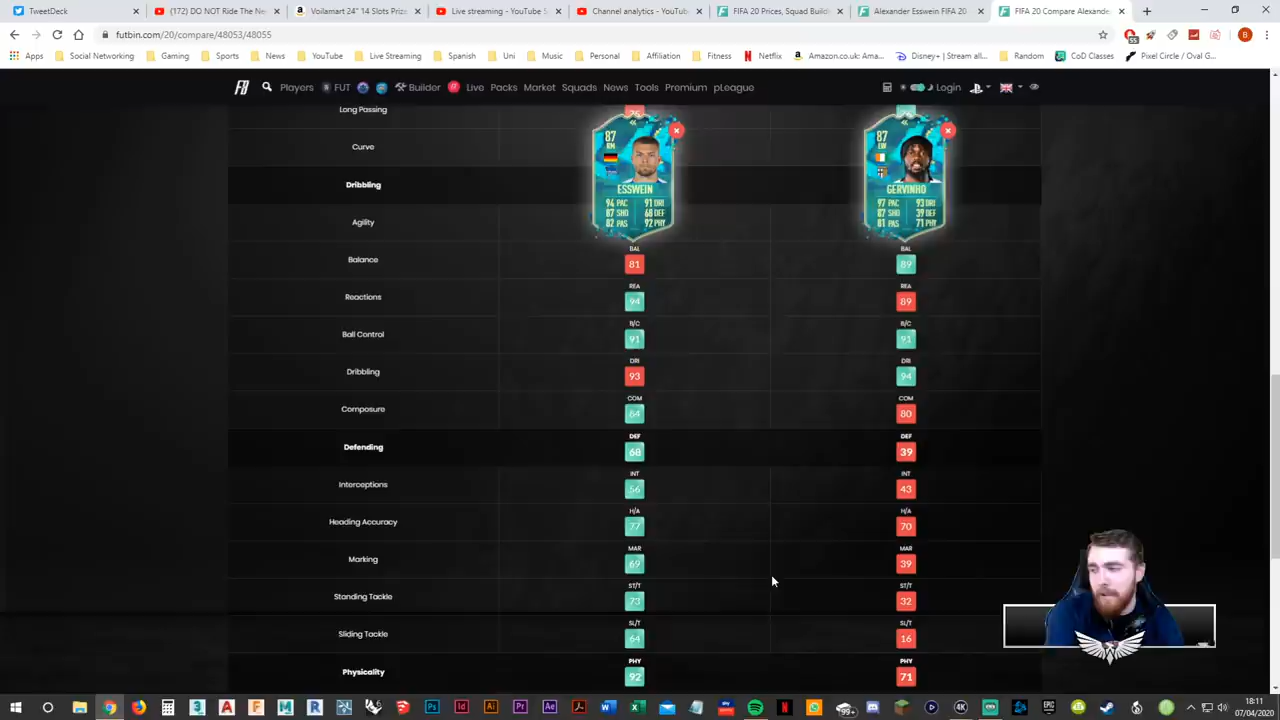 TweetDeck
(172) DO NOT Ride The Ne
Voilamart 24" 14 Slots Prize
Live streaming - YouTube S
Channel analytics - YouTube
FIFA 20 Prices, Squad Build
Alexander Esswein FIFA 20
FIFA 20 Compare Alexande
futbin.com/20/compare/48053/48055
Apps
Social Networking
Gaming
Sports
News
YouTube
Live Streaming
Spanish
Uni
Music
Personal
Affiliation
Fitness
Netflix
Amazon.co.uk: Ama...
Disney+ | Stream all...
Random
CoD Classes
Pixel Circle / Oval G...
Players
FUT
Builder
Live
Packs
Market
Squads
News
Tools
Premium
pLeague
Login
Long Passing
Curve
Dribbling
Agility
87
RM
ESSWEIN
94 PAC 91 DRI
87 SHO 68 DEF
82 PAS 92 PHY
87
LW
GERVINHO
97 PAC 93 DRI
87 SHO 39 DEF
81 PAS 71 PHY
Balance
BAL
81
BAL
89
Reactions
REA
94
REA
89
Ball Control
B/C
91
B/C
91
Dribbling
DRI
93
DRI
94
Composure
COM
84
COM
80
Defending
DEF
68
DEF
39
Interceptions
INT
56
INT
43
Heading Accuracy
H/A
77
H/A
70
Marking
MAR
69
MAR
39
Standing Tackle
ST/T
73
ST/T
32
Sliding Tackle
SL/T
64
SL/T
16
Physicality
PHY
92
PHY
71
99+
18:11
07/04/2020